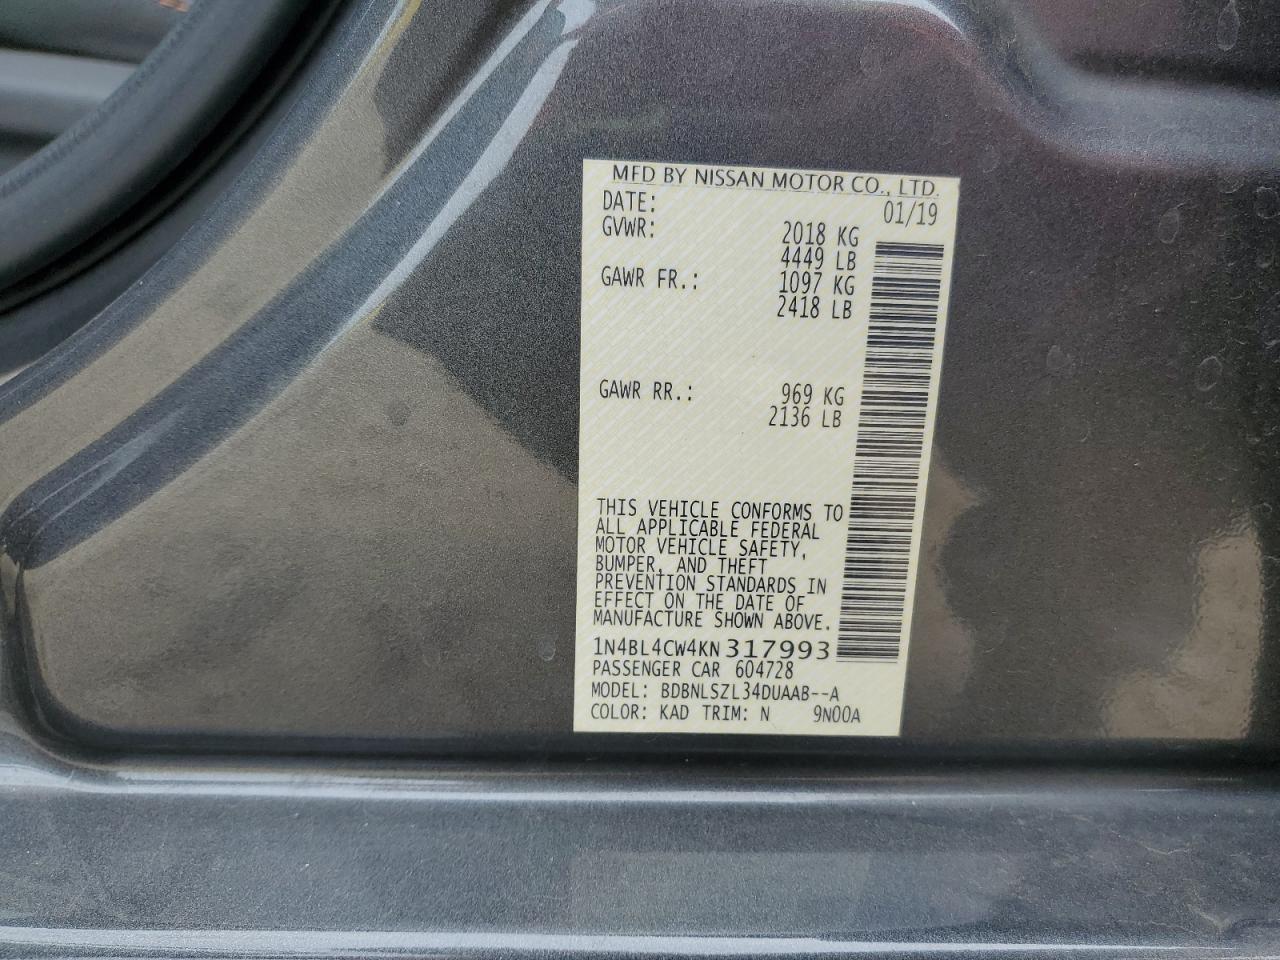 MFD BY NISSAN MOTOR CO., LTD.
DATE: 01/19
GVWR: 2018 KG
4449 LB
GAWR FR.: 1097 KG
2418 LB
GAWR RR.: 969 KG
2136 LB
THIS VEHICLE CONFORMS TO
ALL APPLICABLE FEDERAL
MOTOR VEHICLE SAFETY,
BUMPER, AND THEFT
PREVENTION STANDARDS IN
EFFECT ON THE DATE OF
MANUFACTURE SHOWN ABOVE.
1N4BL4CW4KN317993
PASSENGER CAR 604728
MODEL: BDBNLSZL34DUAAB--A
COLOR: KAD TRIM: N 9N00A